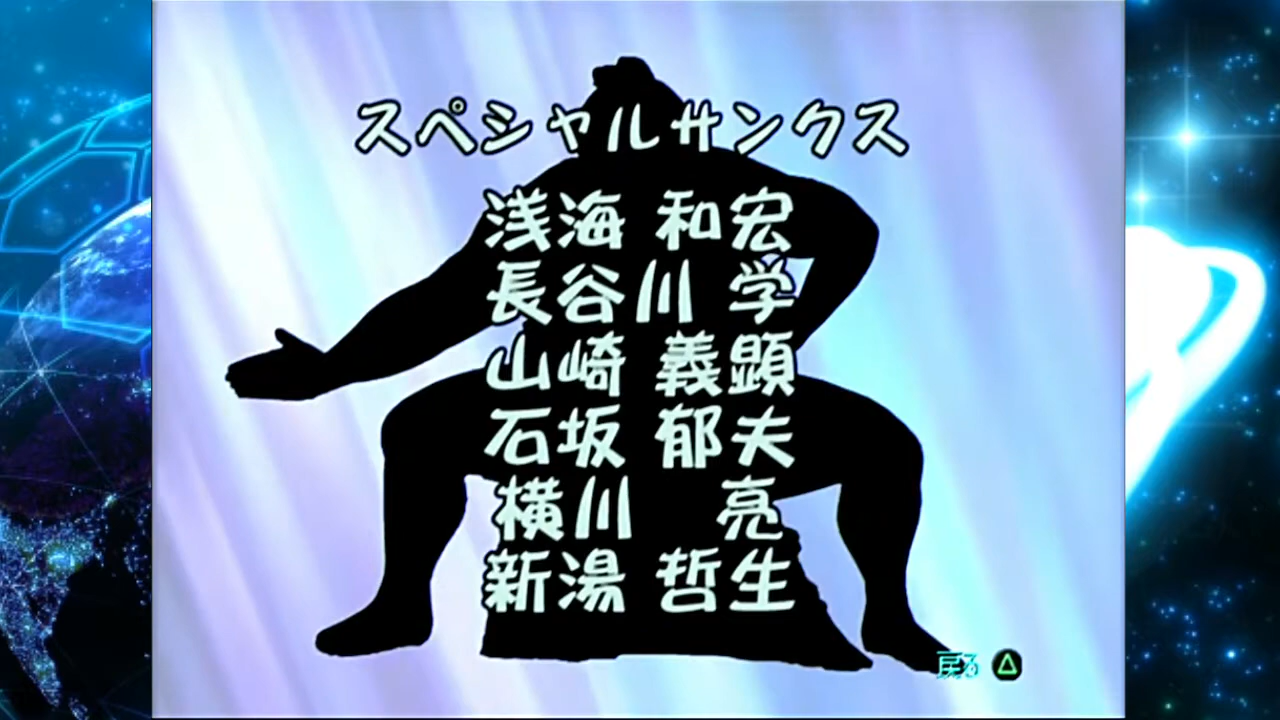 スペシャルサンクス
浅海 和宏
長谷川 学
山崎 義顕
石坂 郁夫
横川 亮
新湯 哲生
戻る